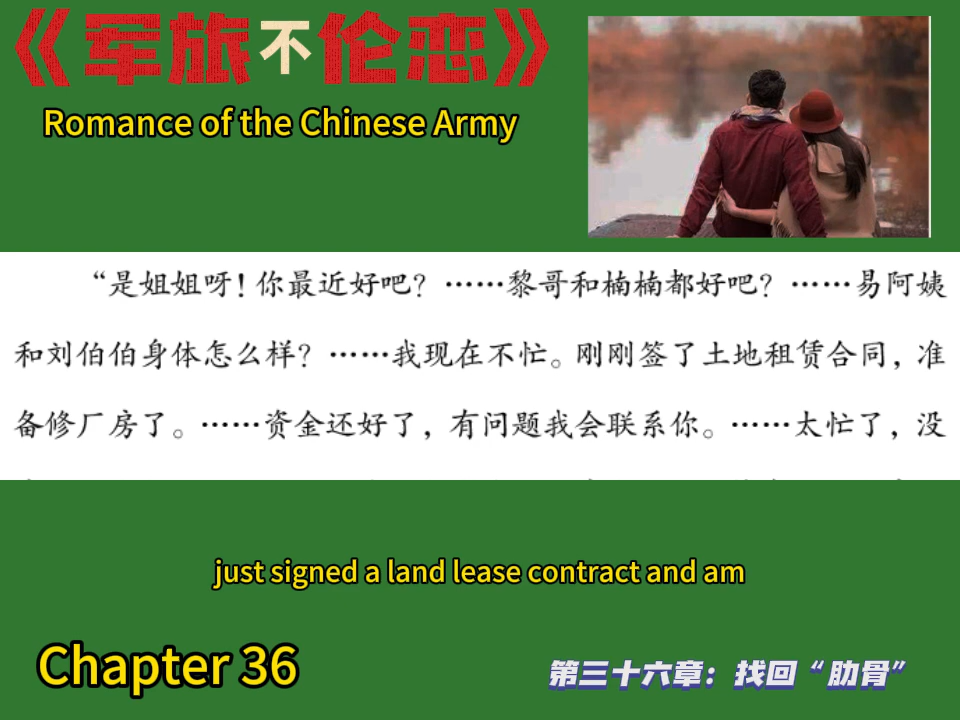 《军旅不伦恋》
Romance of the Chinese Army
“是姐姐呀！你最近好吧？……黎哥和楠楠都好吧？……易阿姨
和刘伯伯身体怎么样？……我现在不忙。刚刚签了土地租赁合同，准
备修厂房了。……资金还好了，有问题我会联系你。……太忙了，没
just signed a land lease contract and am
Chapter 36
第三十六章：找回“肋骨”